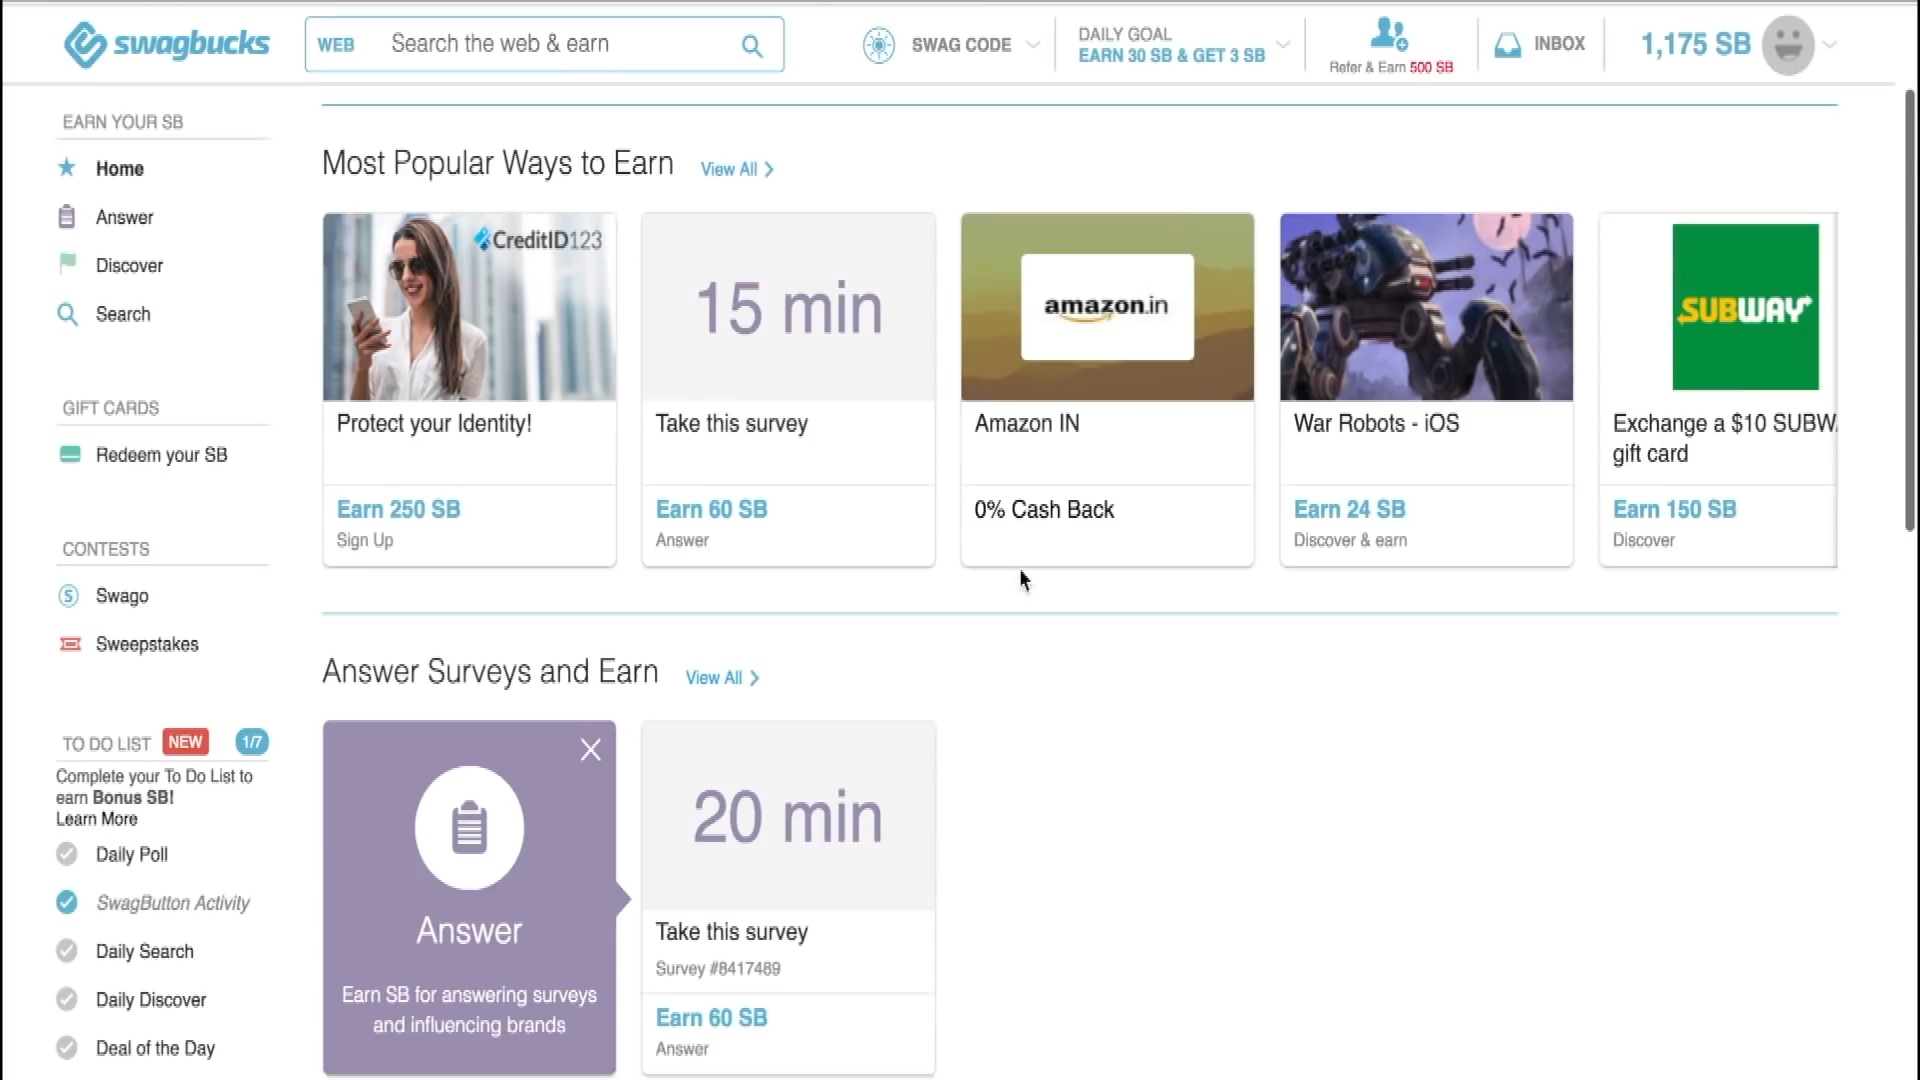 swagbucks
WEB Search the web & earn
SWAG CODE
DAILY GOAL
EARN 30 SB & GET 3 SB
Refer & Earn 500 SB
INBOX
1,175 SB
EARN YOUR SB
Home
Answer
Discover
Search
GIFT CARDS
Redeem your SB
CONTESTS
Swago
Sweepstakes
TO DO LIST NEW 1/7
Complete your To Do List to
earn Bonus SB!
Learn More
Daily Poll
SwagButton Activity
Daily Search
Daily Discover
Deal of the Day
Most Popular Ways to Earn View All
CreditID123
Protect your Identity!
Earn 250 SB
Sign Up
15 min
Take this survey
Earn 60 SB
Answer
amazon.in
Amazon IN
0% Cash Back
War Robots - iOS
Earn 24 SB
Discover & earn
SUBWAY
Exchange a $10 SUBW
gift card
Earn 150 SB
Discover
Answer Surveys and Earn View All
Answer
Earn SB for answering surveys
and influencing brands
20 min
Take this survey
Survey #8417489
Earn 60 SB
Answer